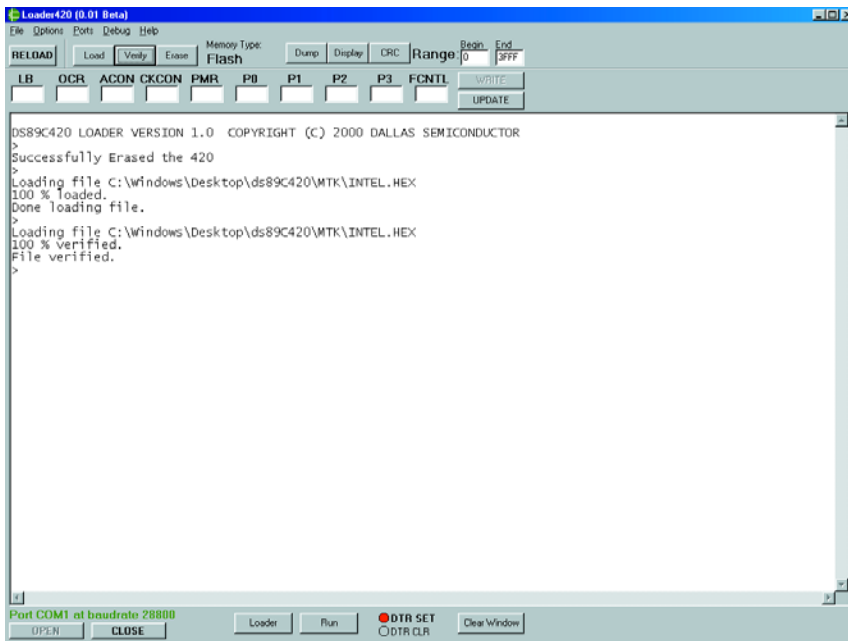 Loader420 (0.01 Beta)
File Options Ports Debug Help
RELOAD Load Verify Erase Memory Type: Flash Dump Display CRC Range: Begin 0 End 3FFF
LB OCR ACON CKCON PMR P0 P1 P2 P3 FCNTL WRITE
UPDATE
DS89C420 LOADER VERSION 1.0 COPYRIGHT (C) 2000 DALLAS SEMICONDUCTOR
>
Successfully Erased the 420
>
Loading file C:\Windows\Desktop\ds89C420\MTK\INTEL.HEX
100 % loaded.
Done loading file.
>
Loading file C:\Windows\Desktop\ds89C420\MTK\INTEL.HEX
100 % verified.
File verified.
>
Port COM1 at baudrate 28800
OPEN CLOSE Loader Run DTR SET Clear Window
DTR CLR